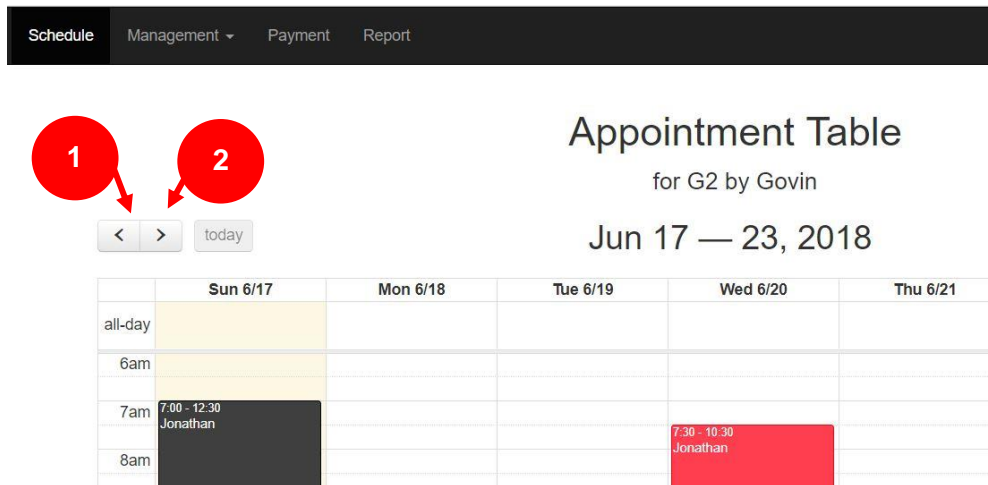 Schedule Management Payment Report
Appointment Table
1 2
for G2 by Govin
< > today
Jun 17 — 23, 2018
Sun 6/17 Mon 6/18 Tue 6/19 Wed 6/20 Thu 6/21
all-day
6am
7am
7:00 - 12:30
Jonathan
7:30 - 10:30
Jonathan
8am